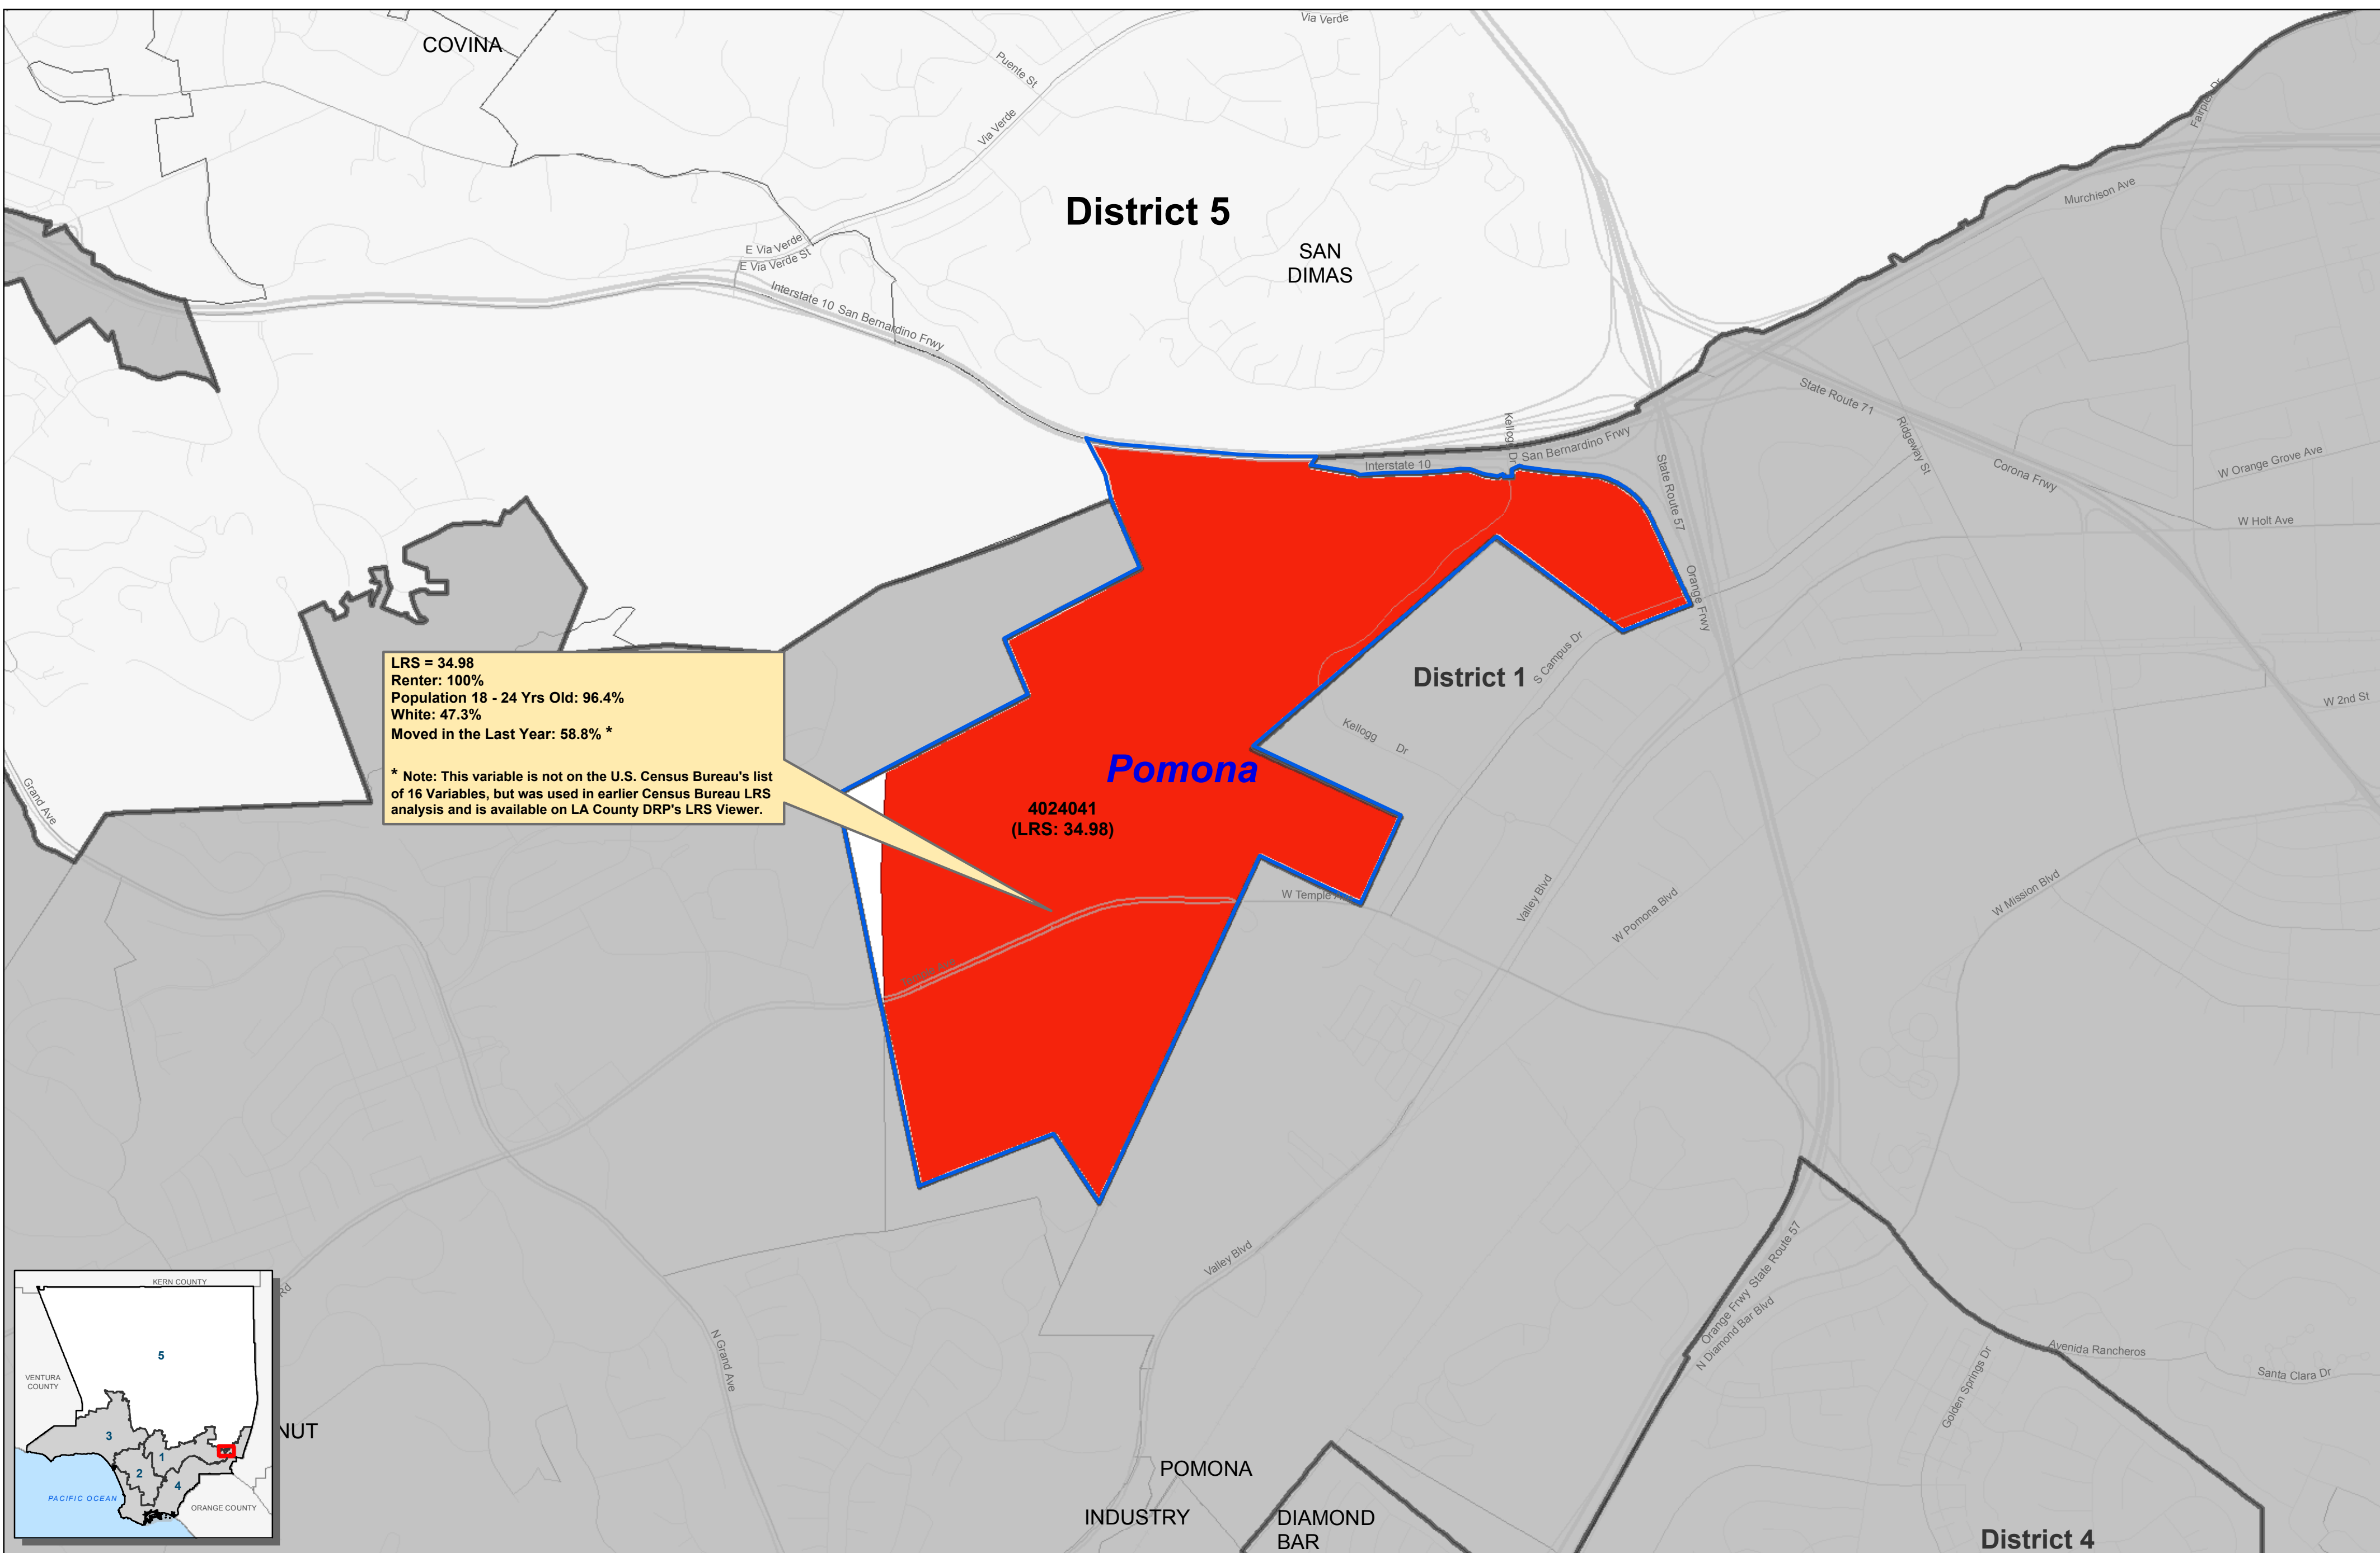 Via Verde
COVINA
Puente St
Via Verde
Fairplex Dr
Murchison Ave
District 5
E Via Verde
E Via Verde St
SAN
DIMAS
Interstate 10 San Bernardino Frwy
State Route 71
Kellogg Dr
San Bernardino Frwy
Interstate 10
Ridgeway St
Corona Frwy
W Orange Grove Ave
State Route 57
W Holt Ave
Orange Frwy
S Campus Dr
District 1
LRS = 34.98
Renter: 100%
Population 18 - 24 Yrs Old: 96.4%
White: 47.3%
Moved in the Last Year: 58.8% *
* Note: This variable is not on the U.S. Census Bureau's list
of 16 Variables, but was used in earlier Census Bureau LRS
analysis and is available on LA County DRP's LRS Viewer.
W 2nd St
Kellogg Dr
Pomona
Grand Ave
4024041
(LRS: 34.98)
W Temple
Valley Blvd
W Pomona Blvd
W Mission Blvd
Temple Ave
Valley Blvd
Orange Frwy State Route 57
N Diamond Bar Blvd
N Grand Ave
Golden Springs Dr
Avenida Rancheros
Santa Clara Dr
KERN COUNTY
Rd
5
VENTURA
COUNTY
NUT
3
1
2
4
PACIFIC OCEAN
ORANGE COUNTY
POMONA
INDUSTRY
DIAMOND
BAR
District 4